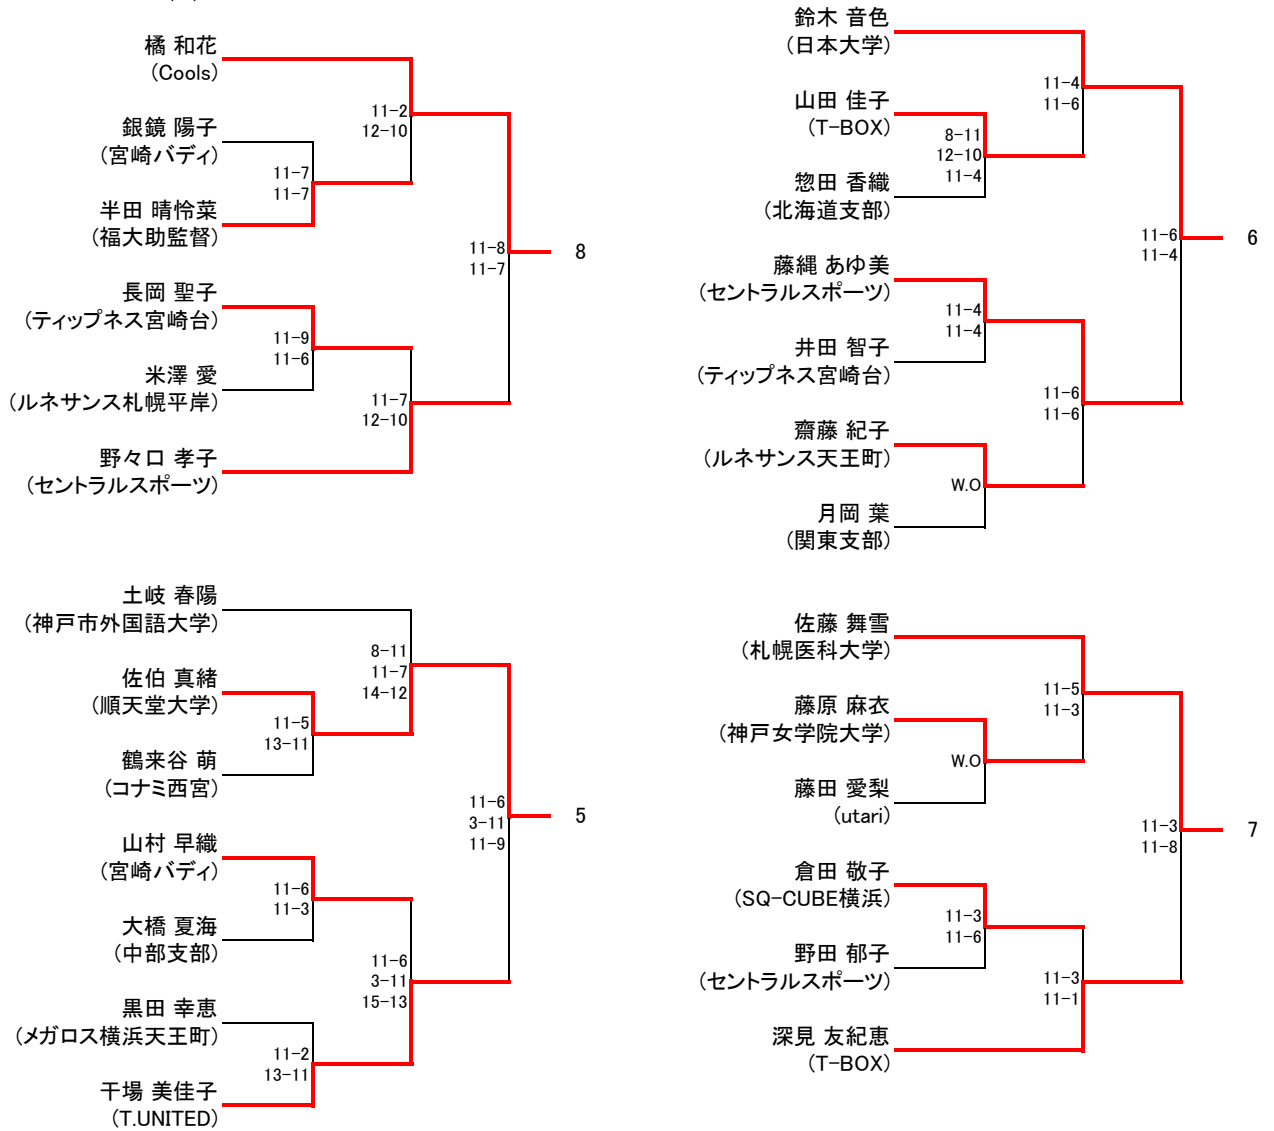 橘 和花
(Cools)
11-2
12-10
銀鏡 陽子
(宮崎バディ)
11-7
11-7
半田 晴怜菜
(福大助監督)
11-8
11-7
8
長岡 聖子
(ティップネス宮崎台)
11-9
11-6
米澤 愛
(ルネサンス札幌平岸)
11-7
12-10
野々口 孝子
(セントラルスポーツ)
鈴木 音色
(日本大学)
11-4
11-6
山田 佳子
(T-BOX)
8-11
12-10
11-4
惣田 香織
(北海道支部)
11-6
11-4
6
藤縄 あゆ美
(セントラルスポーツ)
11-4
11-4
井田 智子
(ティップネス宮崎台)
11-6
11-6
齋藤 紀子
(ルネサンス天王町)
W.O
月岡 葉
(関東支部)
土岐 春陽
(神戸市外国語大学)
8-11
11-7
14-12
佐伯 真緒
(順天堂大学)
11-5
13-11
鶴来谷 萌
(コナミ西宮)
11-6
3-11
11-9
5
山村 早織
(宮崎バディ)
11-6
11-3
大橋 夏海
(中部支部)
11-6
3-11
15-13
黒田 幸恵
(メガロス横浜天王町)
11-2
13-11
干場 美佳子
(T.UNITED)
佐藤 舞雪
(札幌医科大学)
11-5
11-3
藤原 麻衣
(神戸女学院大学)
W.O
藤田 愛梨
(utari)
11-3
11-8
7
倉田 敬子
(SQ-CUBE横浜)
11-3
11-6
野田 郁子
(セントラルスポーツ)
11-3
11-1
深見 友紀恵
(T-BOX)